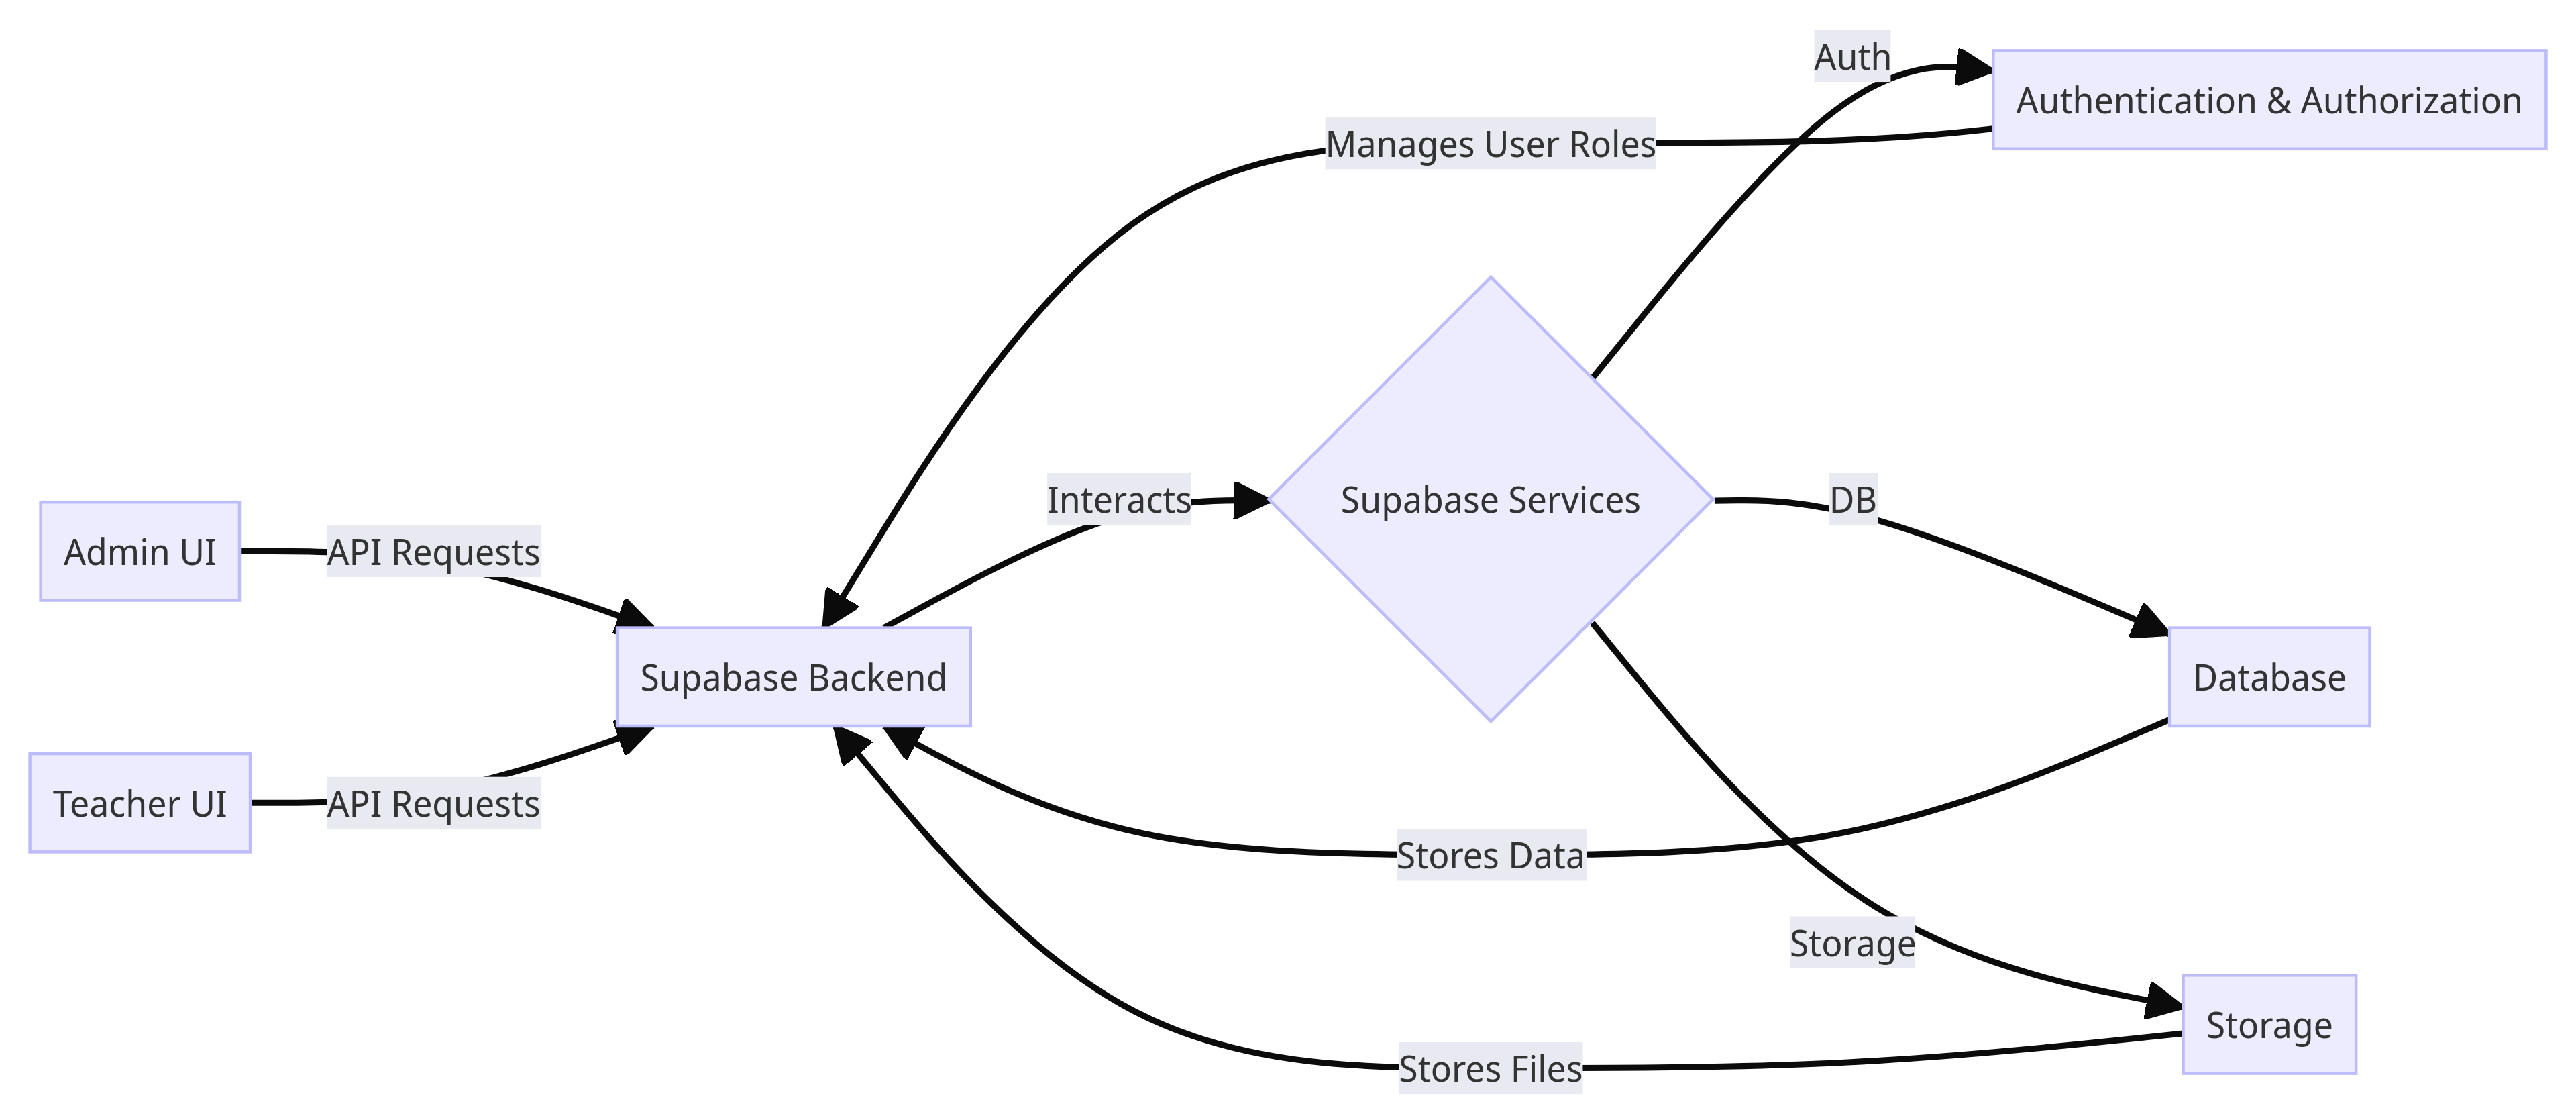 Auth
Authentication & Authorization
Manages User Roles
Interacts
Supabase Services
DB
Admin UI
API Requests
Supabase Backend
Database
Teacher UI
API Requests
Stores Data
Storage
Storage
Stores Files